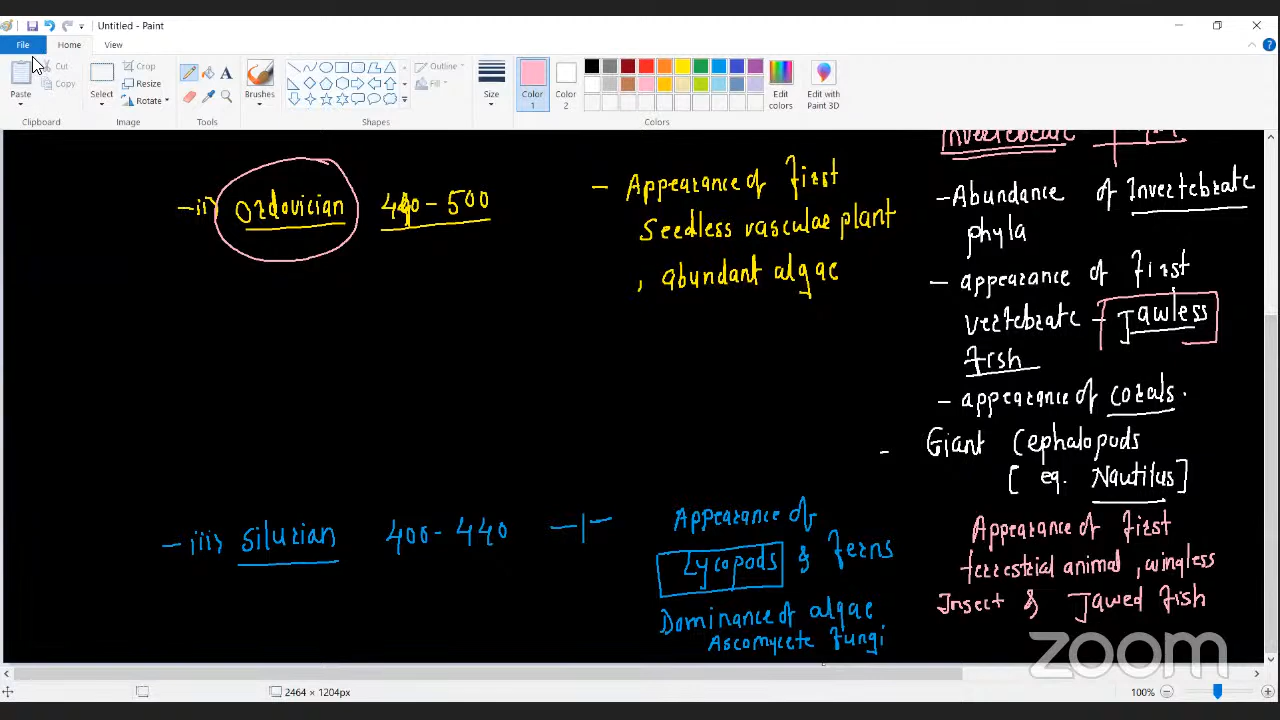 Untitled - Paint
File Home View
Cut
Copy
Paste
Clipboard
Crop
Resize
Rotate
Select
Image
Tools
Brushes
Outline
Fill
Shapes
Size
Color 1
Color 2
Edit colors
Edit with Paint 3D
Colors
Invertebrate
- ii) Ordovician 440 - 500
- Appearance of First
Seedless vasculae plant
, abundant algae
- Abundance of Invertebrate
phyla
- appearance of First
vertebrate - Jawless
fish
- appearance of corals.
- Giant Cephalopods
[ eg. Nautilus ]
- iii) Silurian 400 - 440 -1-
Appearance of
Lycopods & Ferns
Dominance of algae
Ascomycete Fungi
Appearance of First
terrestrial animal, wingless
Insect & Jawed fish
zoom
2464 × 1204px
100%